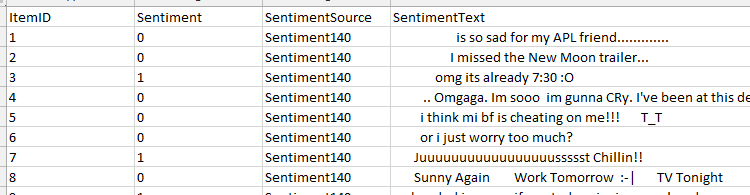 ItemID Sentiment SentimentSource SentimentText
1 0 Sentiment140 is so sad for my APL friend.............
2 0 Sentiment140 I missed the New Moon trailer...
3 1 Sentiment140 omg its already 7:30 :O
4 0 Sentiment140 .. Omgaga. Im sooo im gunna CRy. I've been at this de
5 0 Sentiment140 i think mi bf is cheating on me!!! T_T
6 0 Sentiment140 or i just worry too much?
7 1 Sentiment140 Juuuuuuuuuuuuuuuuussssst Chillin!!
8 0 Sentiment140 Sunny Again Work Tomorrow :-| TV Tonight